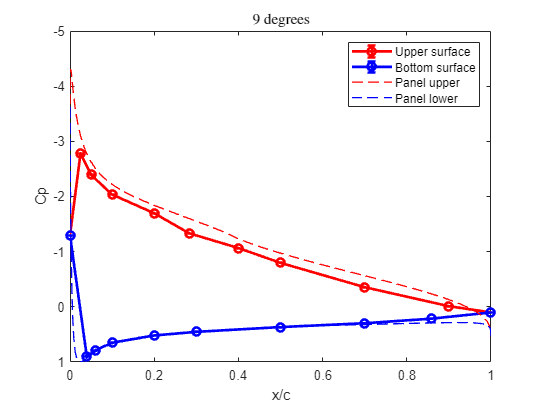 9 degrees
-5
-4
-3
-2
-1
0
1
Cp
0
0.2
0.4
0.6
0.8
1
x/c
Upper surface
Bottom surface
Panel upper
Panel lower